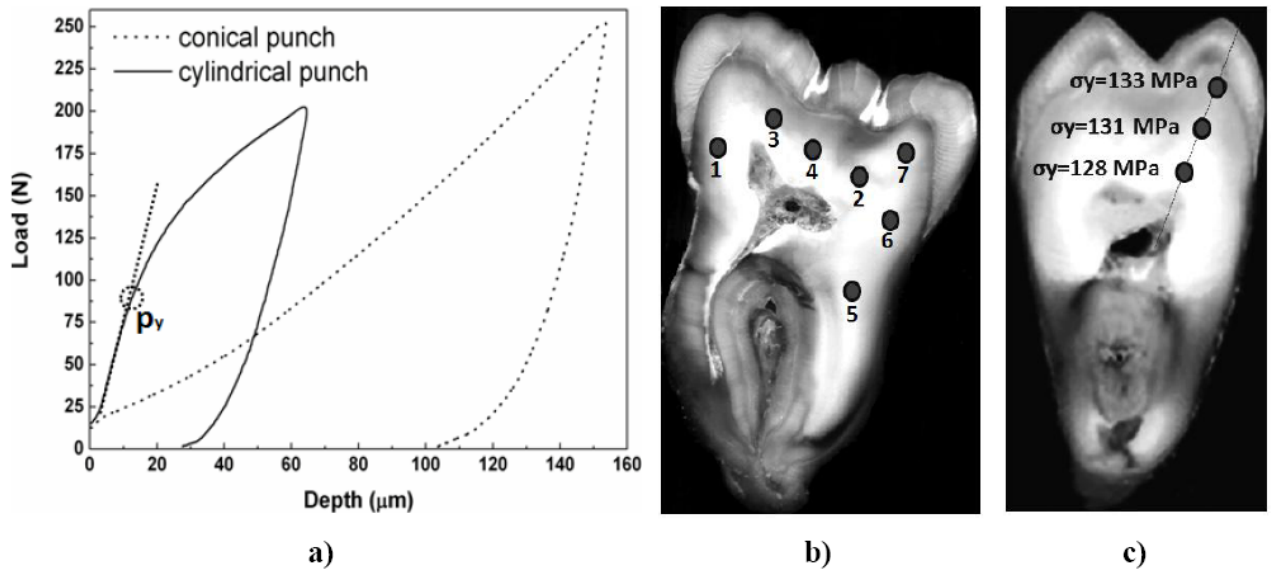 250
225
200
175
150
125
100
75
50
25
0
Load (N)
conical punch
cylindrical punch
py
0 20 40 60 80 100 120 140 160
Depth (μm)
a)
3
1
4
2
7
6
5
b)
σy=133 MPa
σy=131 MPa
σy=128 MPa
c)